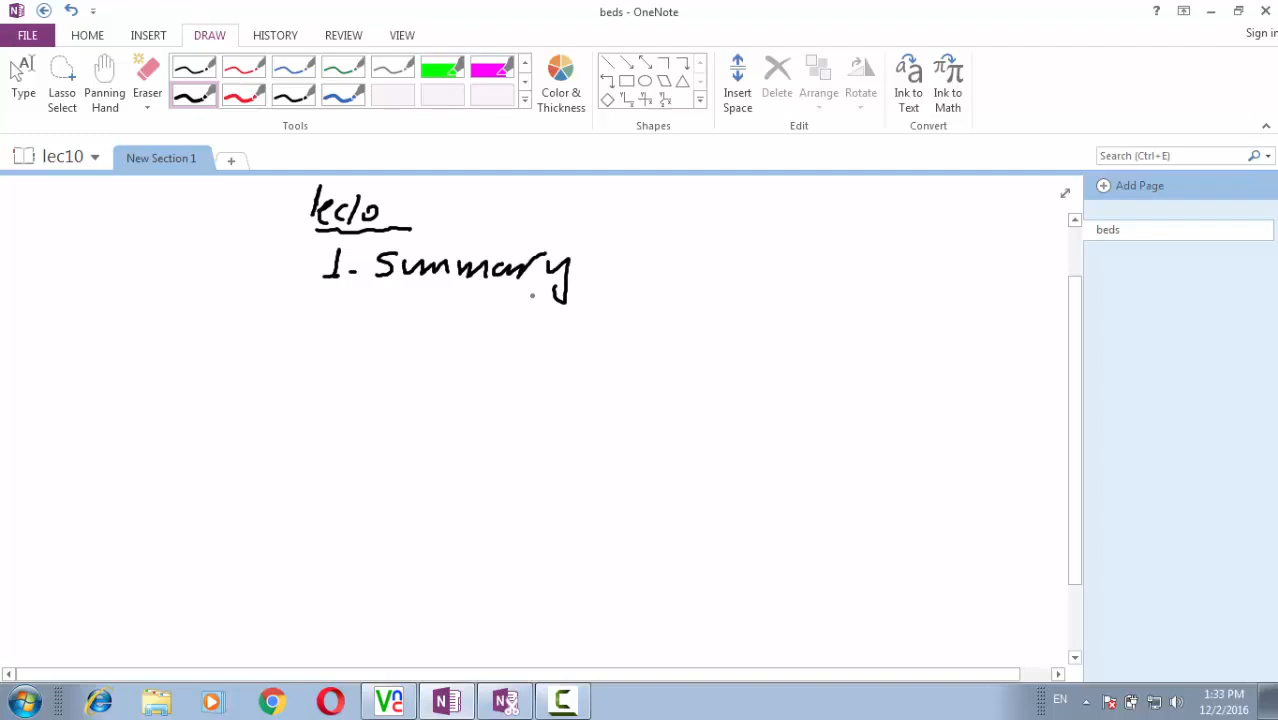 beds - OneNote
Sign in
FILE HOME INSERT DRAW HISTORY REVIEW VIEW
Type
Lasso Select
Panning Hand
Eraser
Color & Thickness
Insert Space
Delete
Arrange
Rotate
Ink to Text
Ink to Math
Tools
Shapes
Edit
Convert
lec10
New Section 1
Search (Ctrl+E)
Add Page
beds
lec10
1. Summary
EN
1:33 PM
12/2/2016